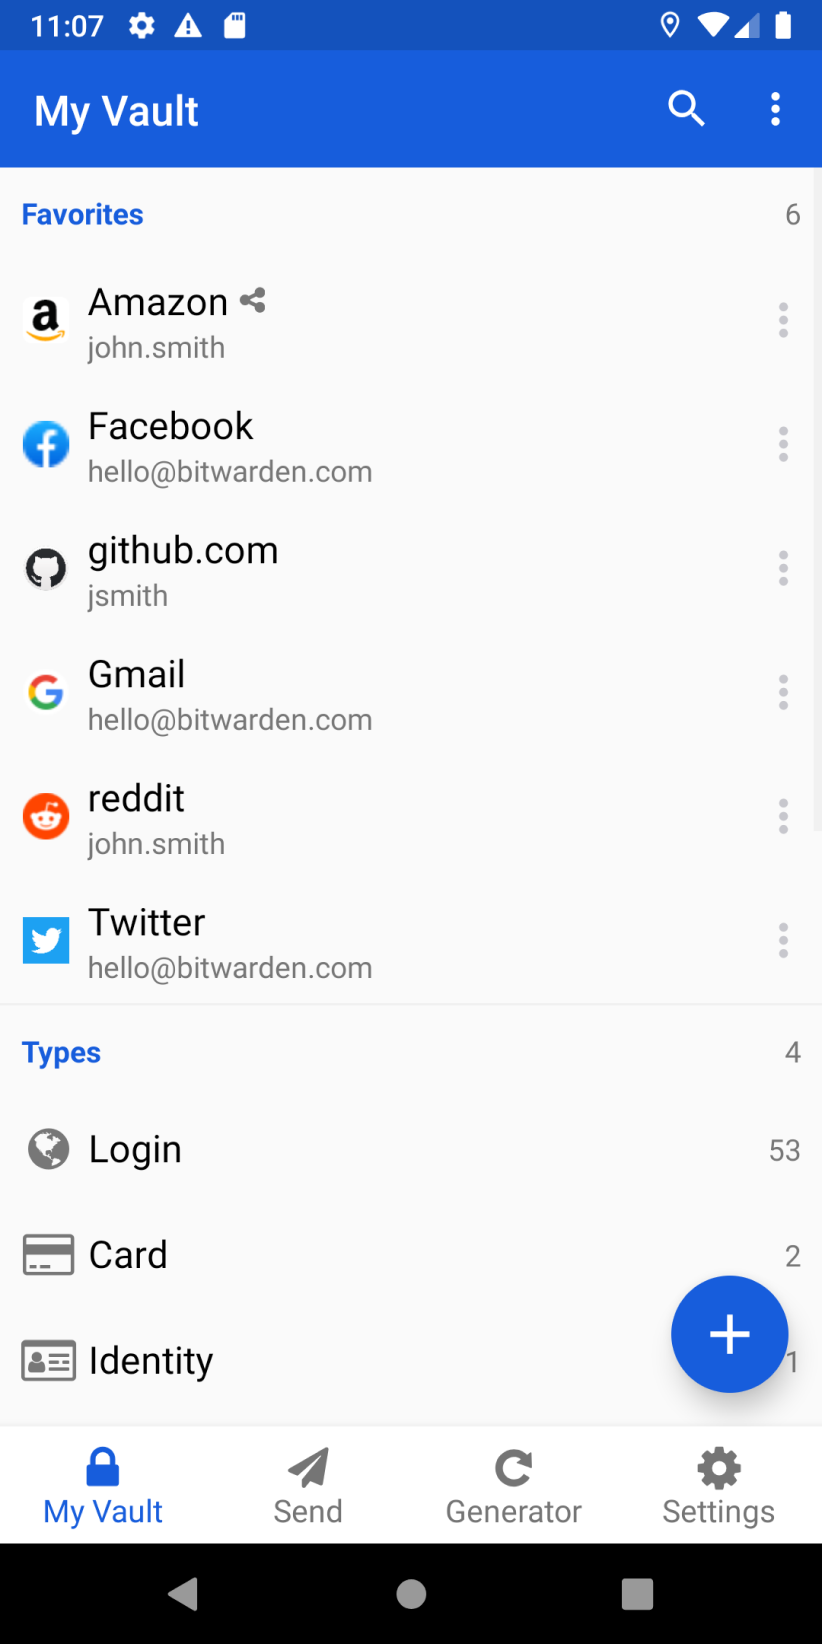 11:07
My Vault
Favorites 6
Amazon
john.smith
Facebook
hello@bitwarden.com
github.com
jsmith
Gmail
hello@bitwarden.com
reddit
john.smith
Twitter
hello@bitwarden.com
Types 4
Login 53
Card 2
Identity 1
My Vault Send Generator Settings